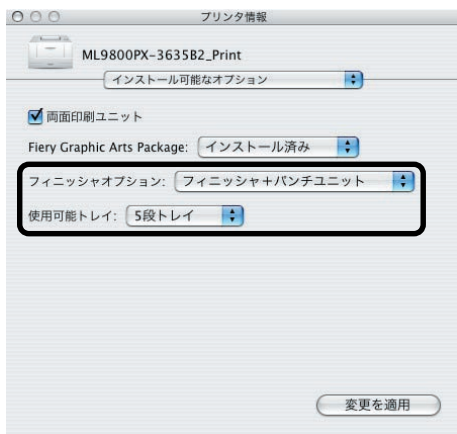 プリンタ情報
ML9800PX-3635B2_Print
インストール可能なオプション
両面印刷ユニット
Fiery Graphic Arts Package: インストール済み
フィニッシャオプション: フィニッシャ+パンチユニット
使用可能トレイ: 5段トレイ
変更を適用